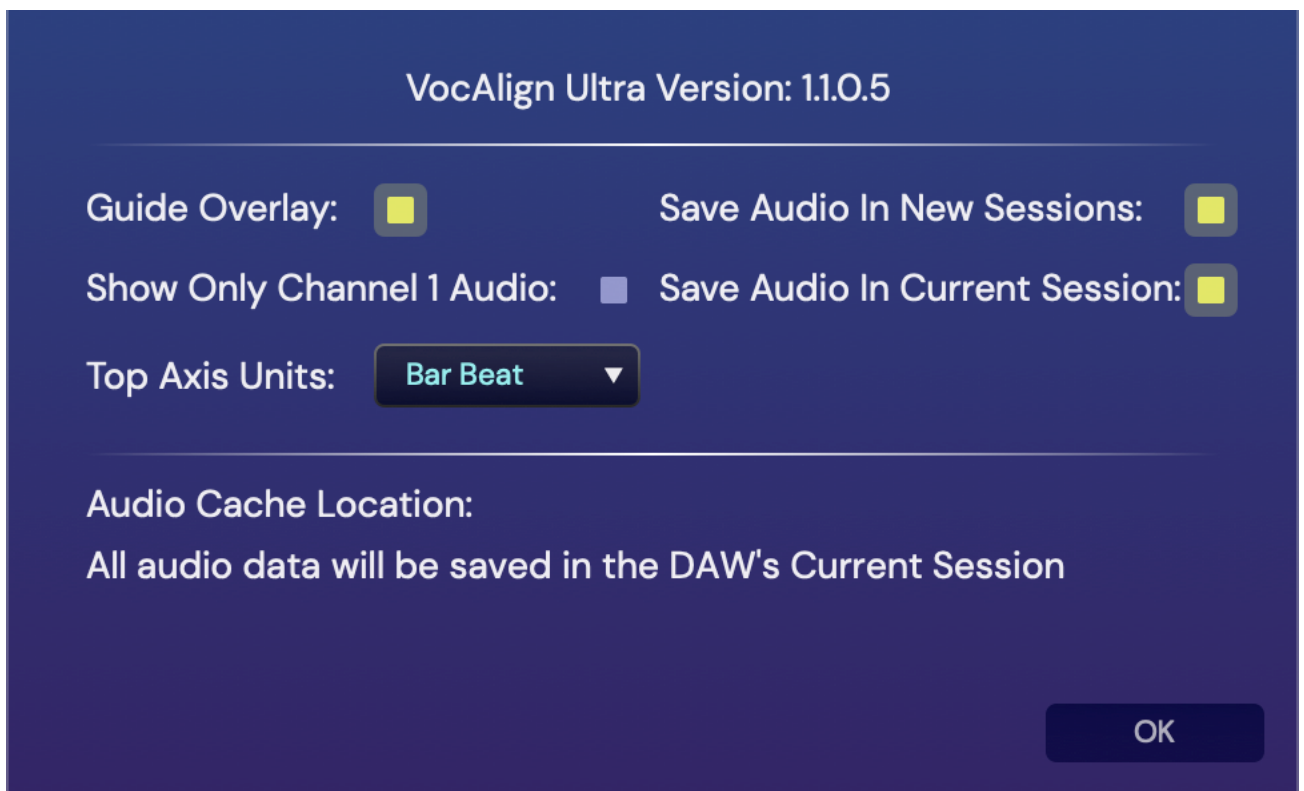 VocAlign Ultra Version: 1.1.0.5
Guide Overlay:
Save Audio In New Sessions:
Show Only Channel 1 Audio:
Save Audio In Current Session:
Top Axis Units:
Bar Beat
Audio Cache Location:
All audio data will be saved in the DAW's Current Session
OK